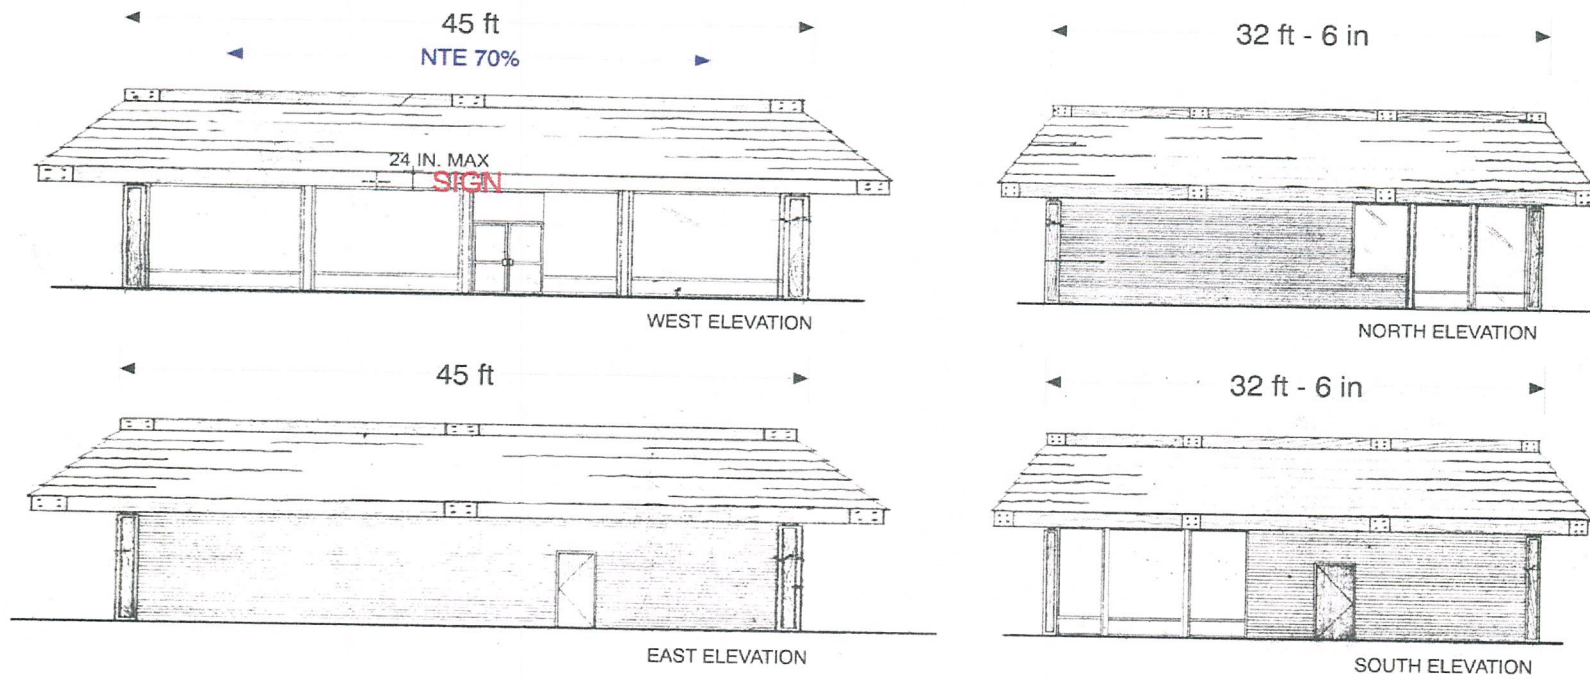 45 ft
NTE 70%
24 IN. MAX
SIGN
WEST ELEVATION
32 ft - 6 in
NORTH ELEVATION
45 ft
EAST ELEVATION
32 ft - 6 in
SOUTH ELEVATION